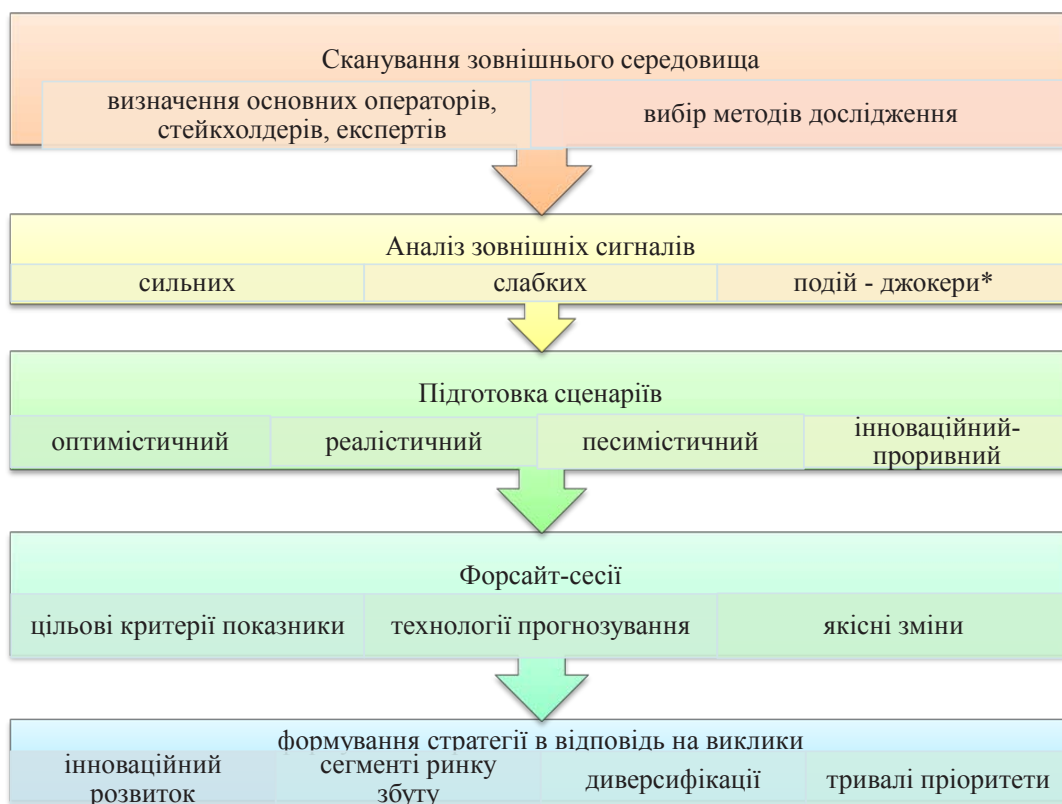 Сканування зовнішнього середовища
визначення основних операторів,
стейкхолдерів, експертів
вибір методів дослідження
Аналіз зовнішніх сигналів
сильних
слабких
подій - джокери*
Підготовка сценаріїв
оптимістичний
реалістичний
песимістичний
інноваційний-
проривний
Форсайт-сесії
цільові критерії показники
технології прогнозування
якісні зміни
формування стратегії в відповідь на виклики
інноваційний
розвиток
сегменті ринку
збуту
диверсифікації
тривалі пріоритети